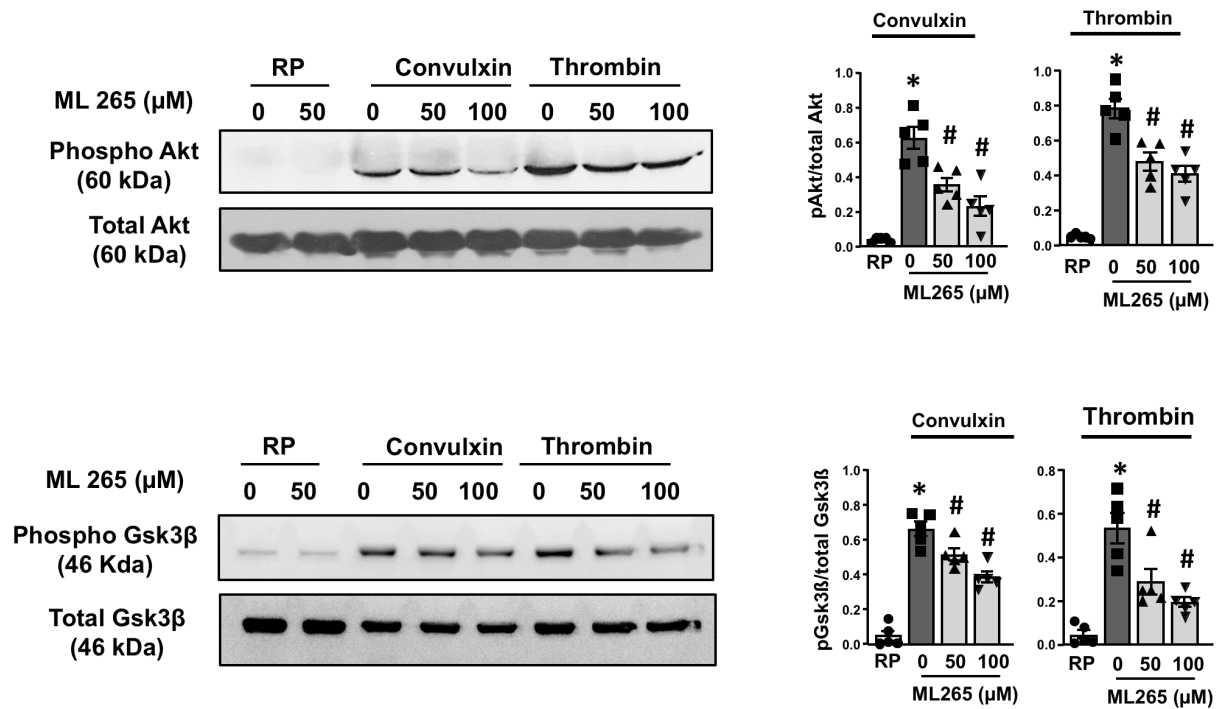 RP Convulxin Thrombin
ML 265 (µM) 0 50 0 50 100 0 50 100
Phospho Akt
(60 kDa)
Total Akt
(60 kDa)
Convulxin
pAkt/total Akt
1.0
0.8
0.6
0.4
0.2
0.0
* # #
RP 0 50 100
ML265 (µM)
Thrombin
1.0
0.8
0.6
0.4
0.2
0.0
* # #
RP 0 50 100
ML265 (µM)
RP Convulxin Thrombin
ML 265 (µM) 0 50 0 50 100 0 50 100
Phospho Gsk3β
(46 Kda)
Total Gsk3β
(46 kDa)
Convulxin
pGsk3ß/total Gsk3ß
1.0
0.8
0.6
0.4
0.2
0.0
* # #
RP 0 50 100
ML265 (µM)
Thrombin
0.8
0.6
0.4
0.2
0.0
* # #
RP 0 50 100
ML265 (µM)